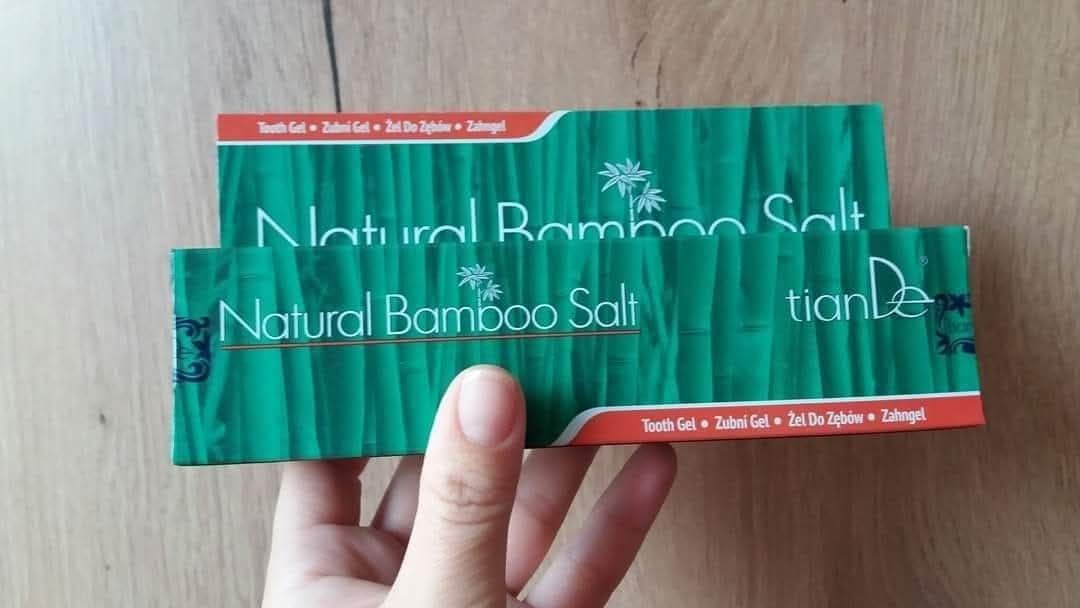 Tooth Gel • Zubní Gel • Żel Do Zębów • Zahngel
Natural Bamboo Salt
Natural Bamboo Salt
tianDe®
Tooth Gel • Zubní Gel • Żel Do Zębów • Zahngel